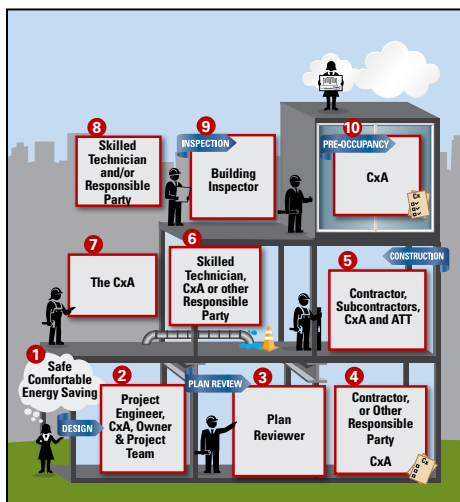 8
Skilled
Technician
and/or
Responsible
Party
9
INSPECTION
Building
Inspector
10
PRE-OCCUPANCY
CxA
Cx
7
The CxA
6
Skilled
Technician,
CxA or other
Responsible
Party
CONSTRUCTION
5
Contractor,
Subcontractors,
CxA and ATT
1
Safe
Comfortable
Energy Saving
DESIGN
2
Project
Engineer,
CxA, Owner
& Project
Team
PLAN REVIEW
3
Plan
Reviewer
4
Contractor,
or Other
Responsible
Party
CxA